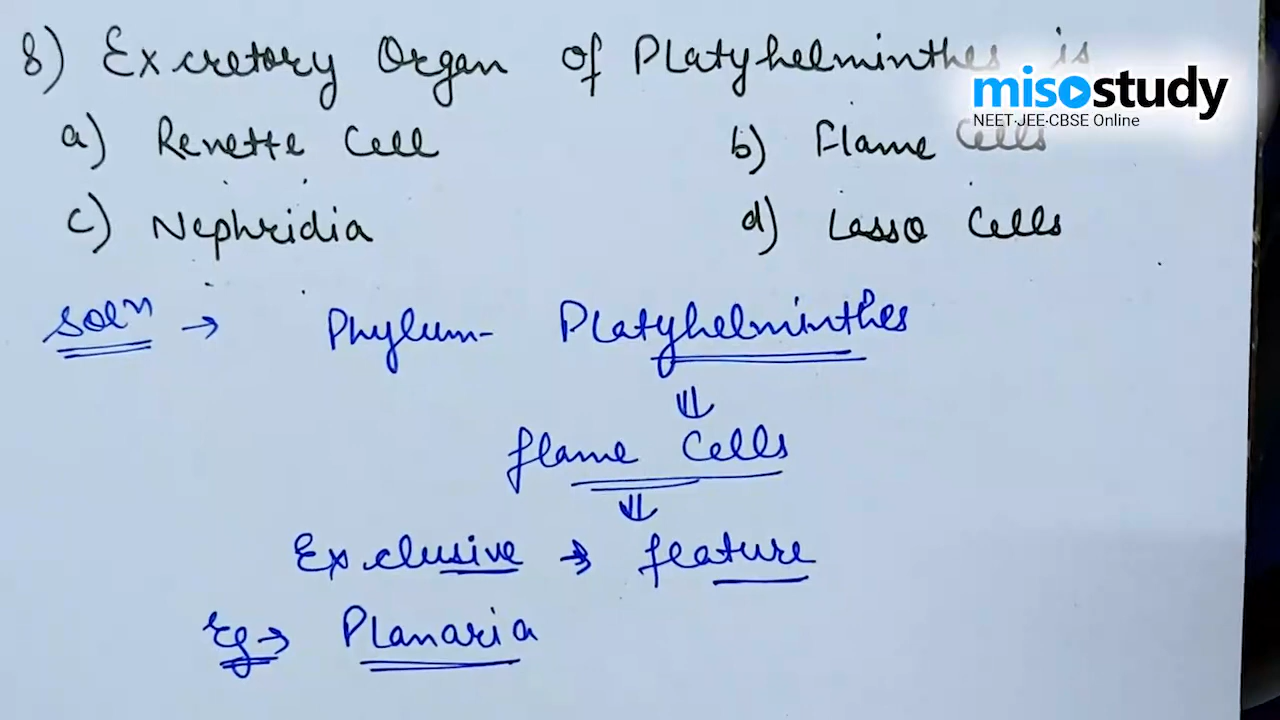 8) Excretory Organ of Platyhelminthes is
misostudy
NEET·JEE·CBSE Online
a) Renette Cell b) Flame Cells
c) Nephridia d) Lasso Cells
Solⁿ → Phylum- Platyhelminthes
⇓
flame Cells
⇓
Exclusive → feature
Eg → Planaria